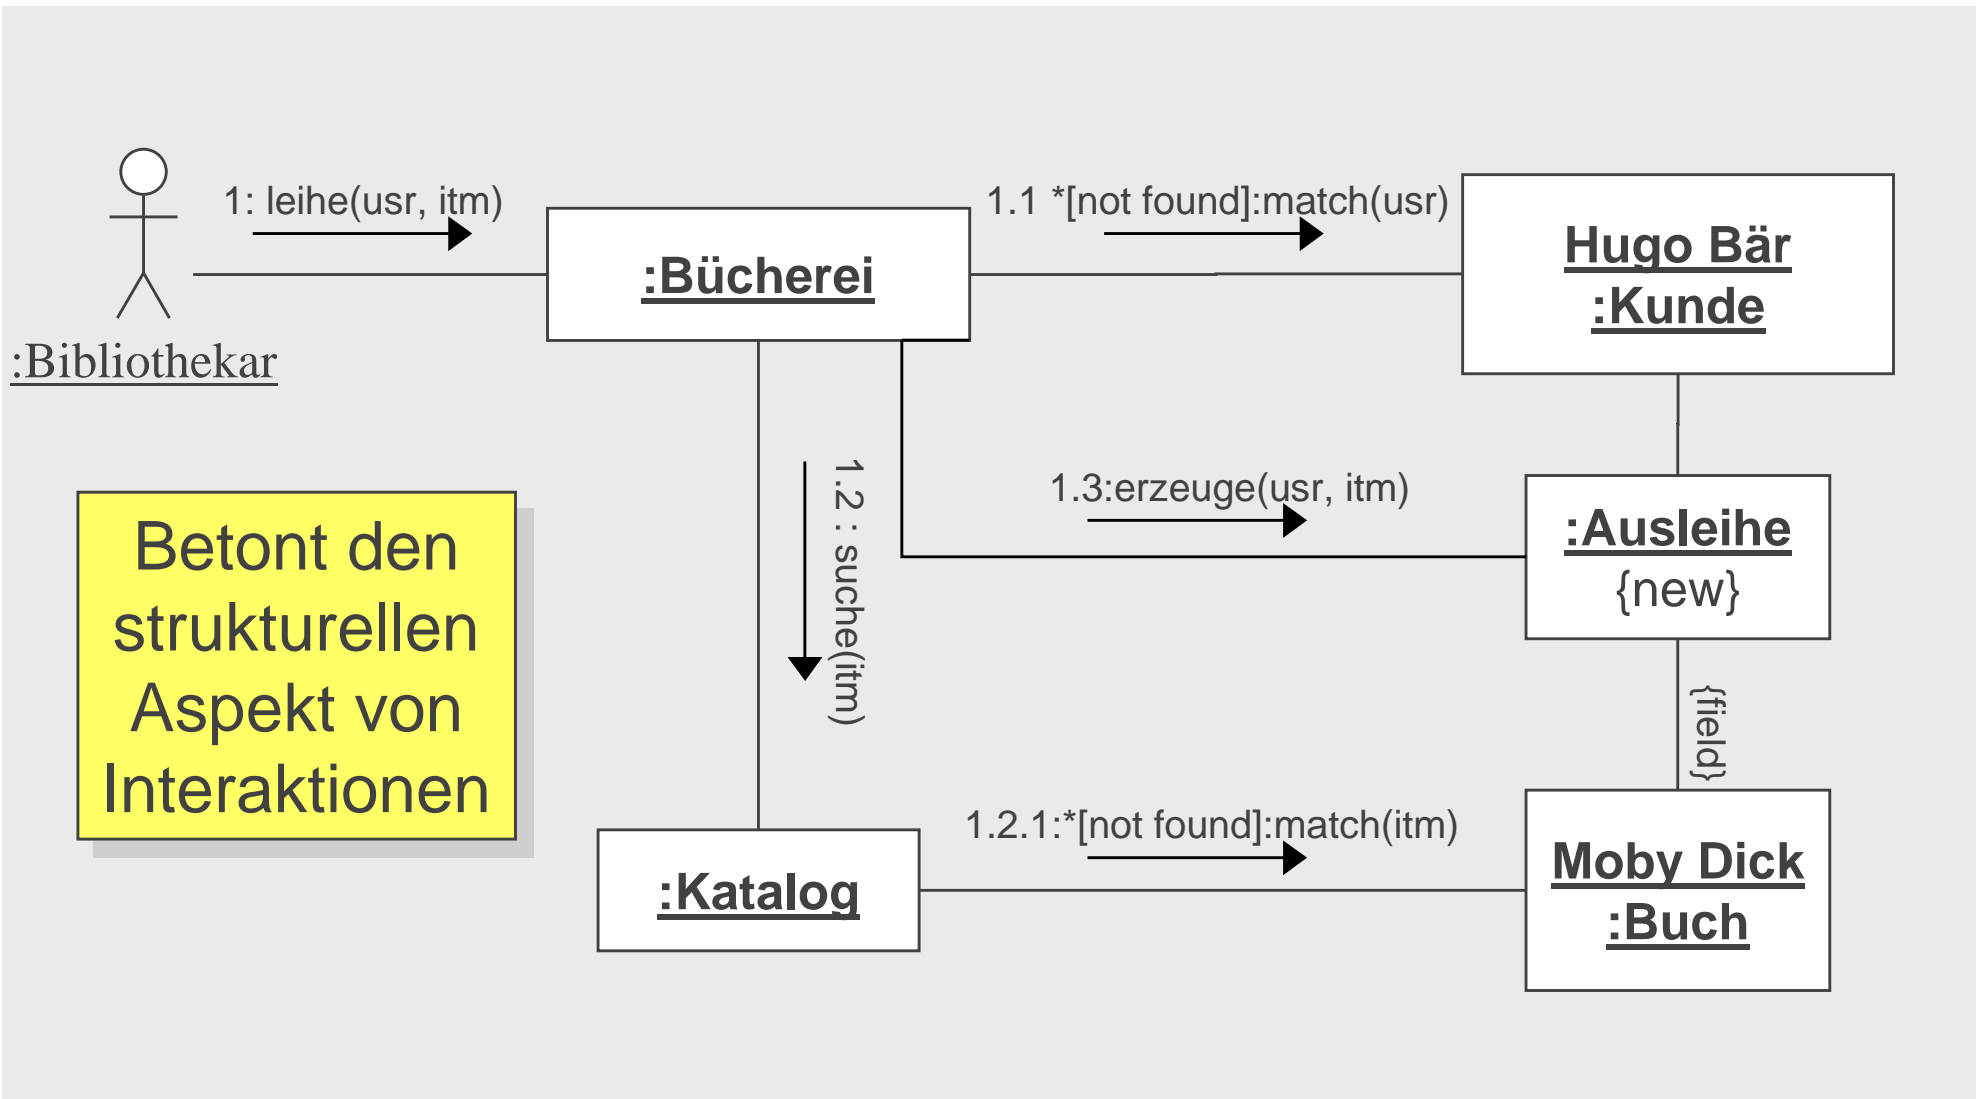 1: leihe(usr, itm)
:Bibliothekar
:Bücherei
1.1 *[not found]:match(usr)
Hugo Bär
:Kunde
1.2 : suche(itm)
1.3:erzeuge(usr, itm)
:Ausleihe
{new}
{field}
Betont den
strukturellen
Aspekt von
Interaktionen
:Katalog
1.2.1:*[not found]:match(itm)
Moby Dick
:Buch